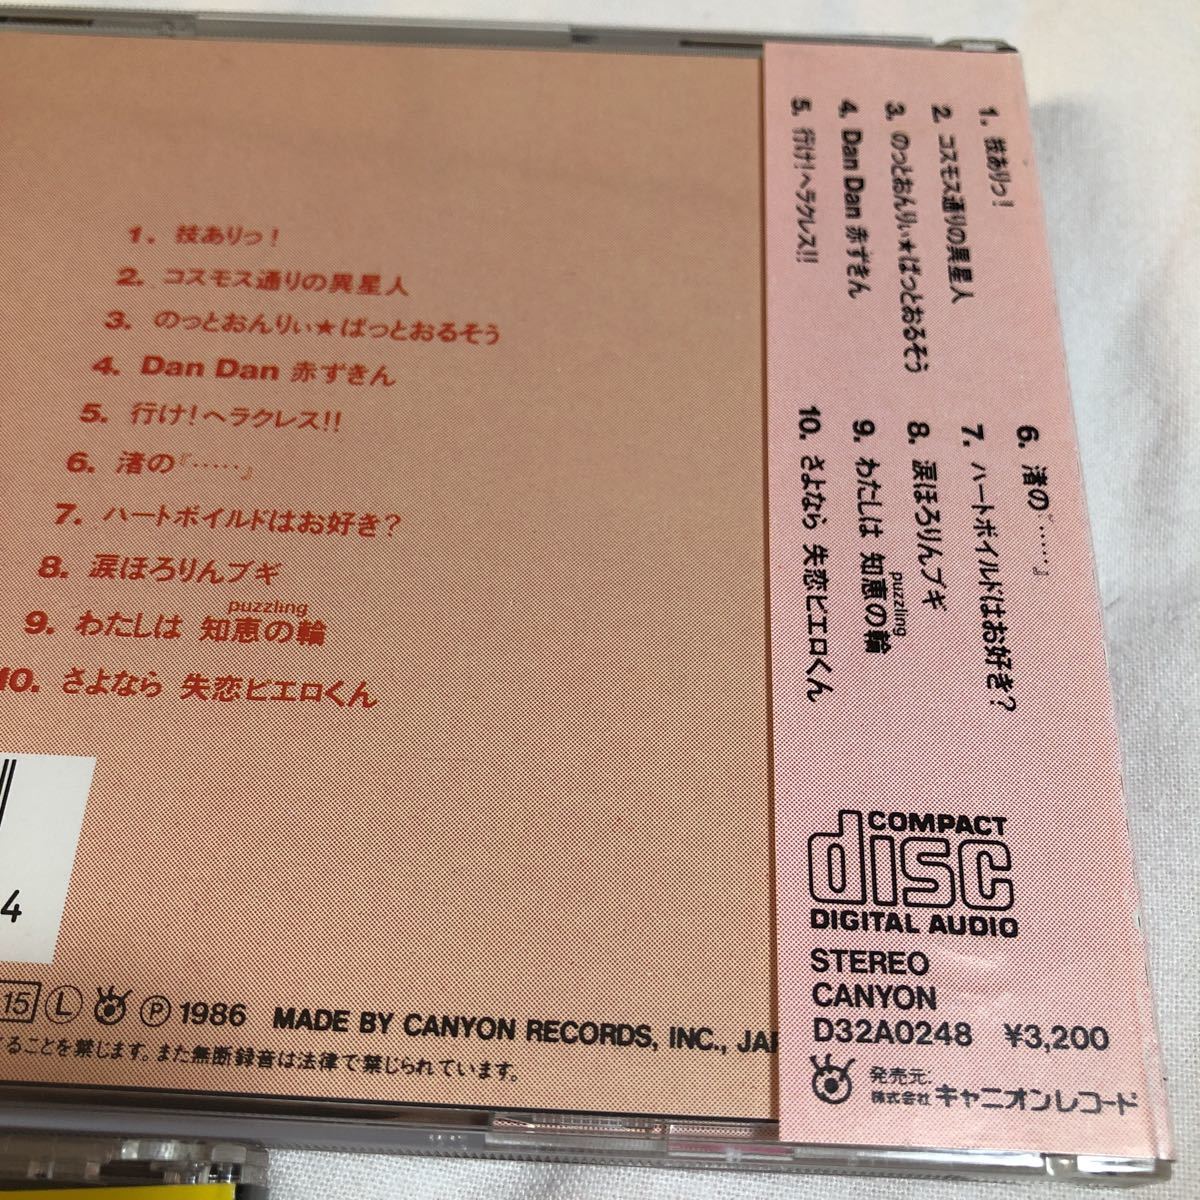 1. 技ありっ!
2. コスモス通りの異星人
3. のっとおんりぃ★ばっとおるそう
4. Dan Dan 赤ずきん
5. 行け!ヘラクレス!!
6. 渚の『……』
7. ハートボイルドはお好き?
8. 涙ほろりんブギ
puzzling
9. わたしは 知恵の輪
10. さよなら 失恋ピエロくん
4
15 L Ⓟ 1986 MADE BY CANYON RECORDS, INC., JA
することを禁じます。また無断録音は法律で禁じられています。
1. 技ありっ!
2. コスモス通りの異星人
3. のっとおんりぃ★ばっとおるそう
4. Dan Dan 赤ずきん
5. 行け!ヘラクレス!!
6. 渚の『……』
7. ハートボイルドはお好き?
8. 涙ほろりんブギ
puzzling
9. わたしは 知恵の輪
10. さよなら 失恋ピエロくん
COMPACT
disc
DIGITAL AUDIO
STEREO
CANYON
D32A0248 ¥3,200
発売元:
株式会社 キャニオンレコード